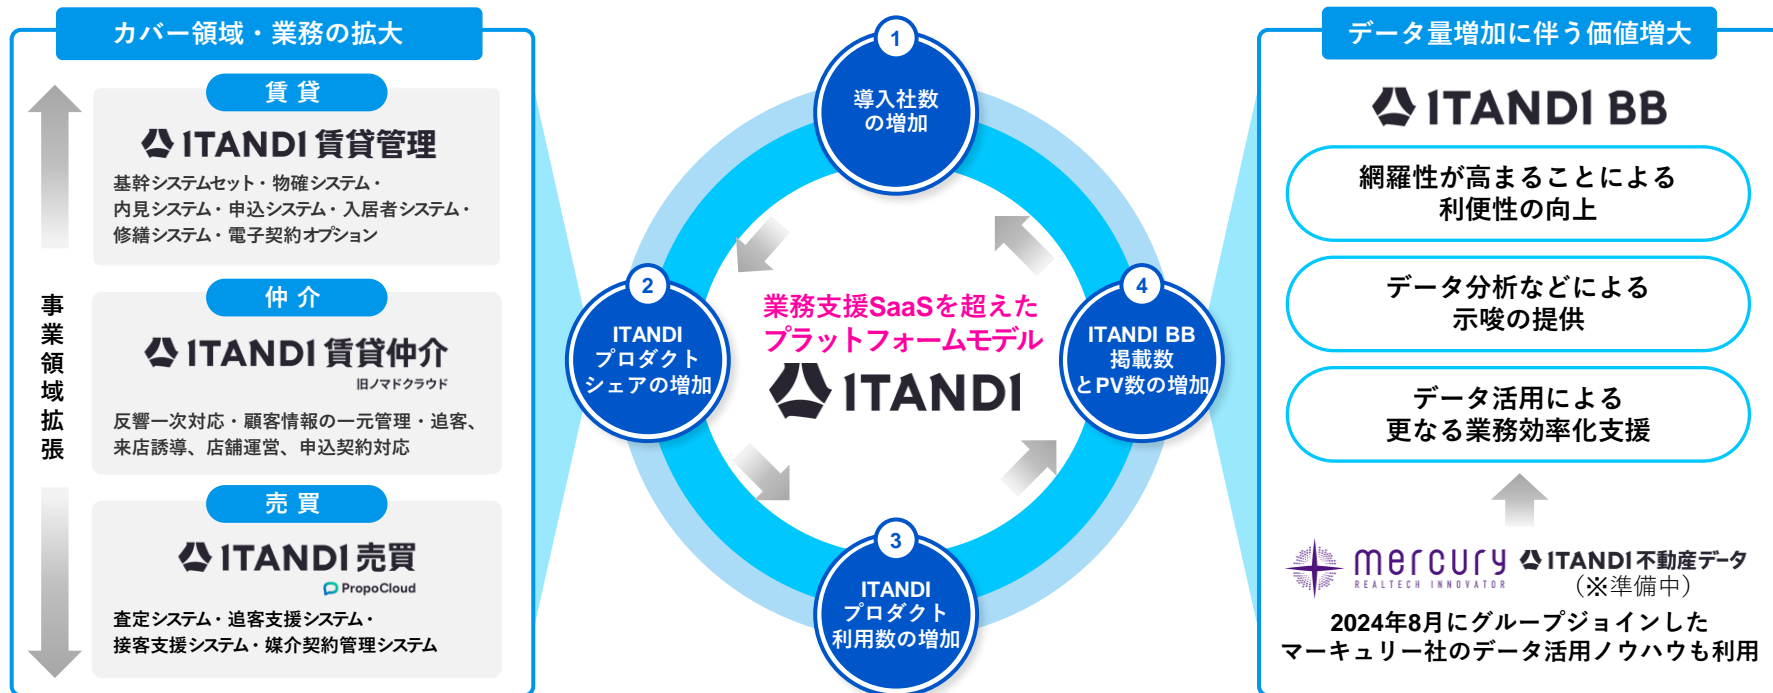 カバー領域・業務の拡大
事業領域拡張
賃貸
ITANDI 賃貸管理
基幹システムセット・物確システム・
内見システム・申込システム・入居者システム・
修繕システム・電子契約オプション
仲介
ITANDI 賃貸仲介
旧ノマドクラウド
反響一次対応・顧客情報の一元管理・追客、
来店誘導、店舗運営、申込契約対応
売買
ITANDI 売買
PropoCloud
査定システム・追客支援システム・
接客支援システム・媒介契約管理システム
1
導入社数
の増加
2
ITANDI
プロダクト
シェアの増加
業務支援SaaSを超えた
プラットフォームモデル
ITANDI
3
ITANDI
プロダクト
利用数の増加
4
ITANDI BB
掲載数
とPV数の増加
データ量増加に伴う価値増大
ITANDI BB
網羅性が高まることによる
利便性の向上
データ分析などによる
示唆の提供
データ活用による
更なる業務効率化支援
mercury
REALTECH INNOVATOR
ITANDI 不動産データ
（※準備中）
2024年8月にグループジョインした
マーキュリー社のデータ活用ノウハウも利用